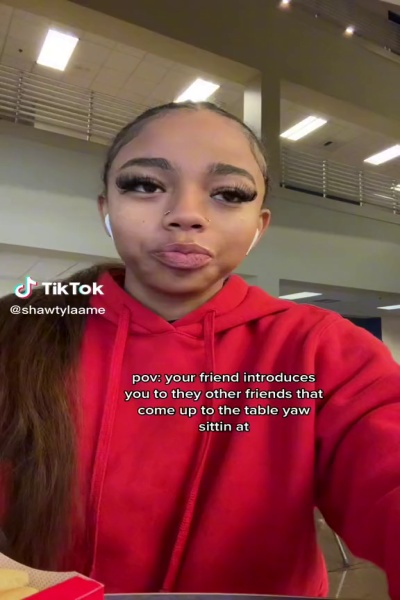 TikTok
@shawtylaame
pov: your friend introduces
you to they other friends that
come up to the table yaw
sittin at